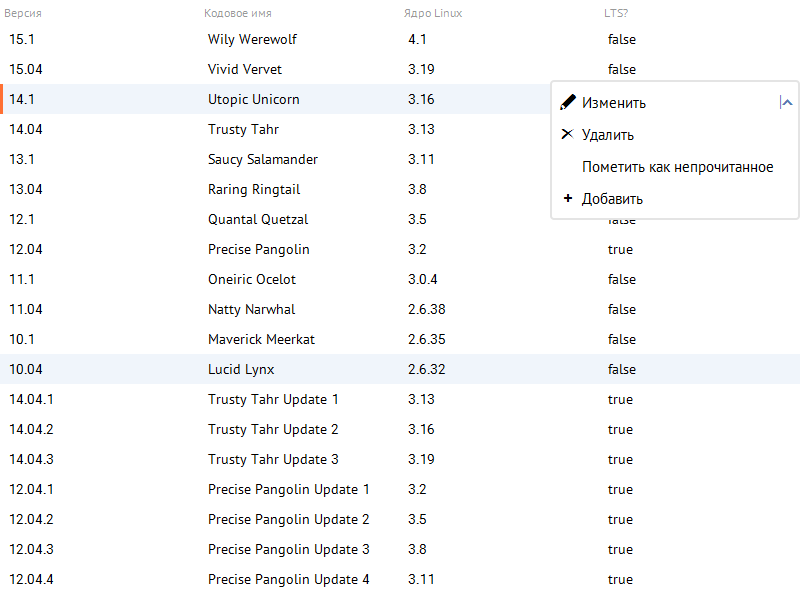 Версия Кодовое имя Ядро Linux LTS?
15.1 Wily Werewolf 4.1 false
15.04 Vivid Vervet 3.19 false
14.1 Utopic Unicorn 3.16
Изменить
14.04 Trusty Tahr 3.13
Удалить
13.1 Saucy Salamander 3.11
Пометить как непрочитанное
13.04 Raring Ringtail 3.8
Добавить
12.1 Quantal Quetzal 3.5 false
12.04 Precise Pangolin 3.2 true
11.1 Oneiric Ocelot 3.0.4 false
11.04 Natty Narwhal 2.6.38 false
10.1 Maverick Meerkat 2.6.35 false
10.04 Lucid Lynx 2.6.32 false
14.04.1 Trusty Tahr Update 1 3.13 true
14.04.2 Trusty Tahr Update 2 3.16 true
14.04.3 Trusty Tahr Update 3 3.19 true
12.04.1 Precise Pangolin Update 1 3.2 true
12.04.2 Precise Pangolin Update 2 3.5 true
12.04.3 Precise Pangolin Update 3 3.8 true
12.04.4 Precise Pangolin Update 4 3.11 true